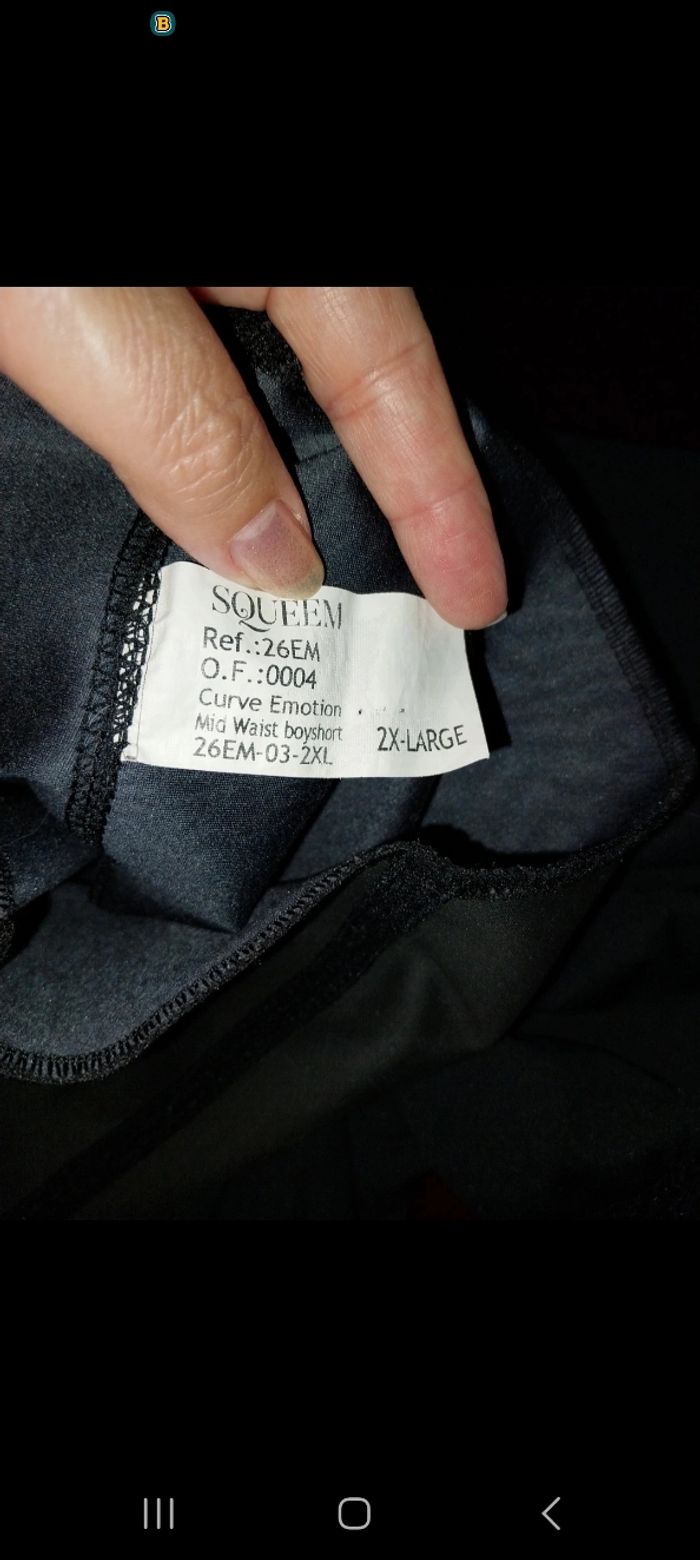 B
SQUEEM
Ref.:26EM
O.F.:0004
Curve Emotion
Mid Waist boyshort
26EM-03-2XL
2X-LARGE